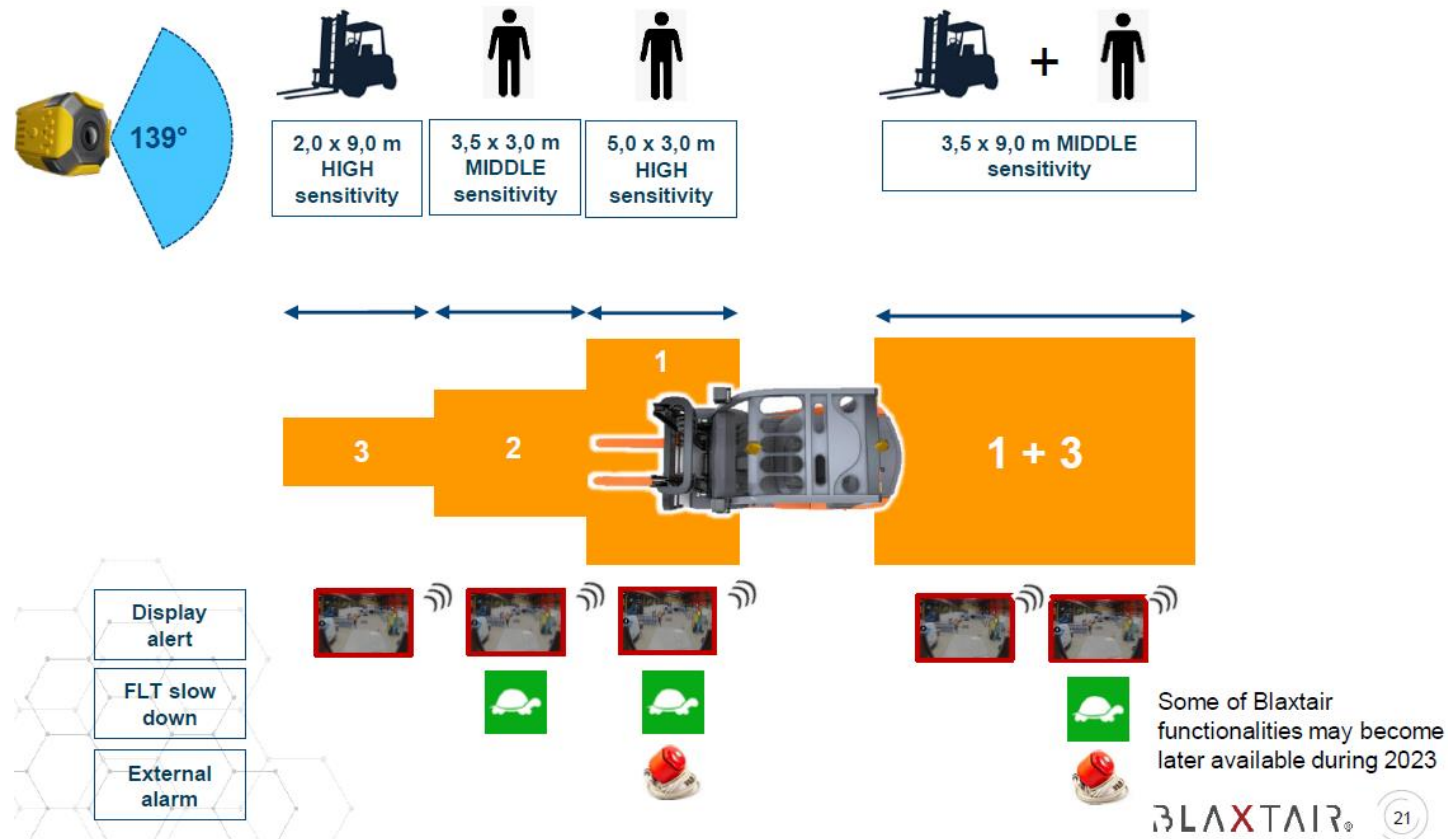 139°
2,0 x 9,0 m
HIGH
sensitivity
3,5 x 3,0 m
MIDDLE
sensitivity
5,0 x 3,0 m
HIGH
sensitivity
+
3,5 x 9,0 m MIDDLE
sensitivity
3
2
1
1 + 3
Display
alert
FLT slow
down
External
alarm
Some of Blaxtair
functionalities may become
later available during 2023
BLAXTAIR®
21